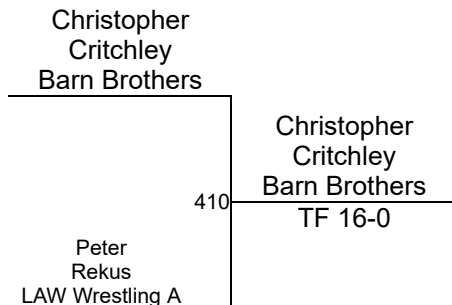 Christopher
Critchley
Barn Brothers
Christopher
Critchley
Barn Brothers
410
TF 16-0
Peter
Rekus
LAW Wrestling A